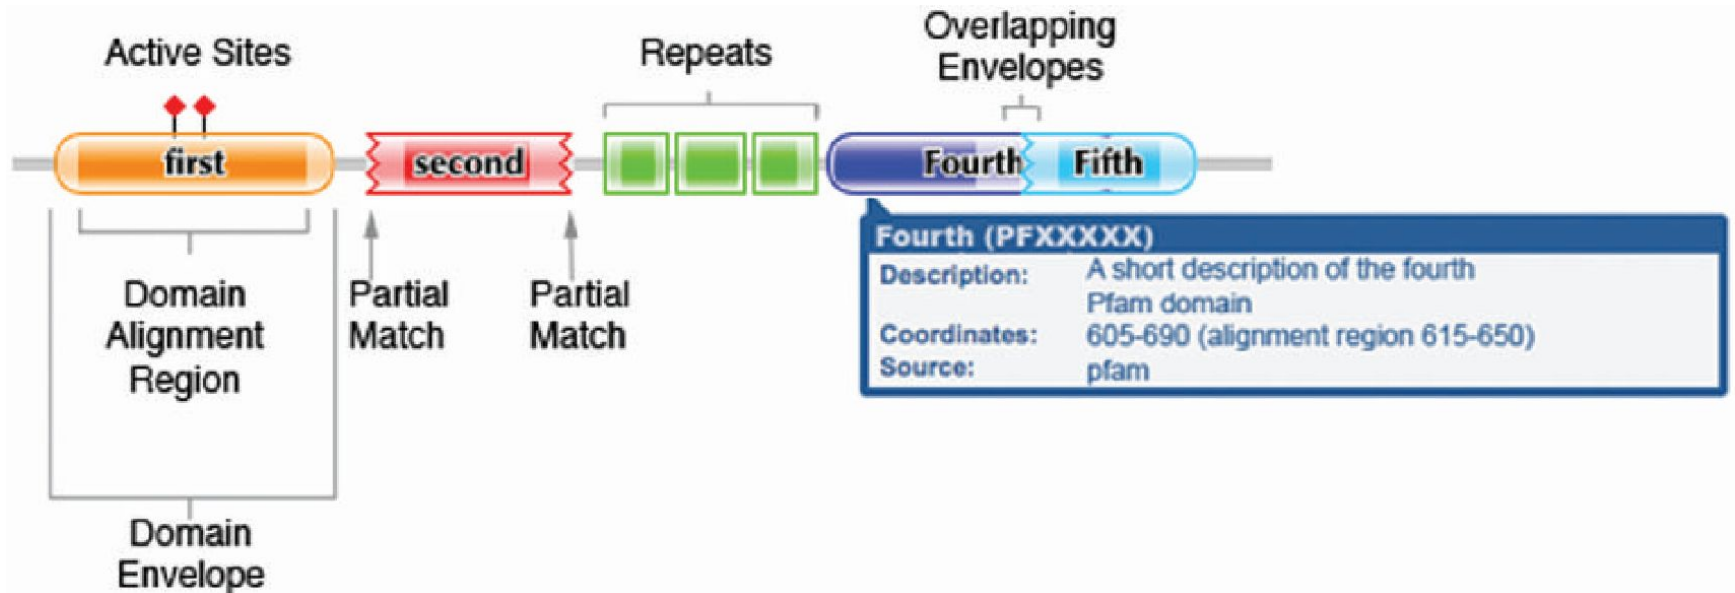 Active Sites
Repeats
Overlapping
Envelopes
first
second
Fourth
Fifth
Domain
Alignment
Region
Partial
Match
Partial
Match
Domain
Envelope
Fourth (PFXXXXX)
Description: A short description of the fourth
Pfam domain
Coordinates: 605-690 (alignment region 615-650)
Source: pfam